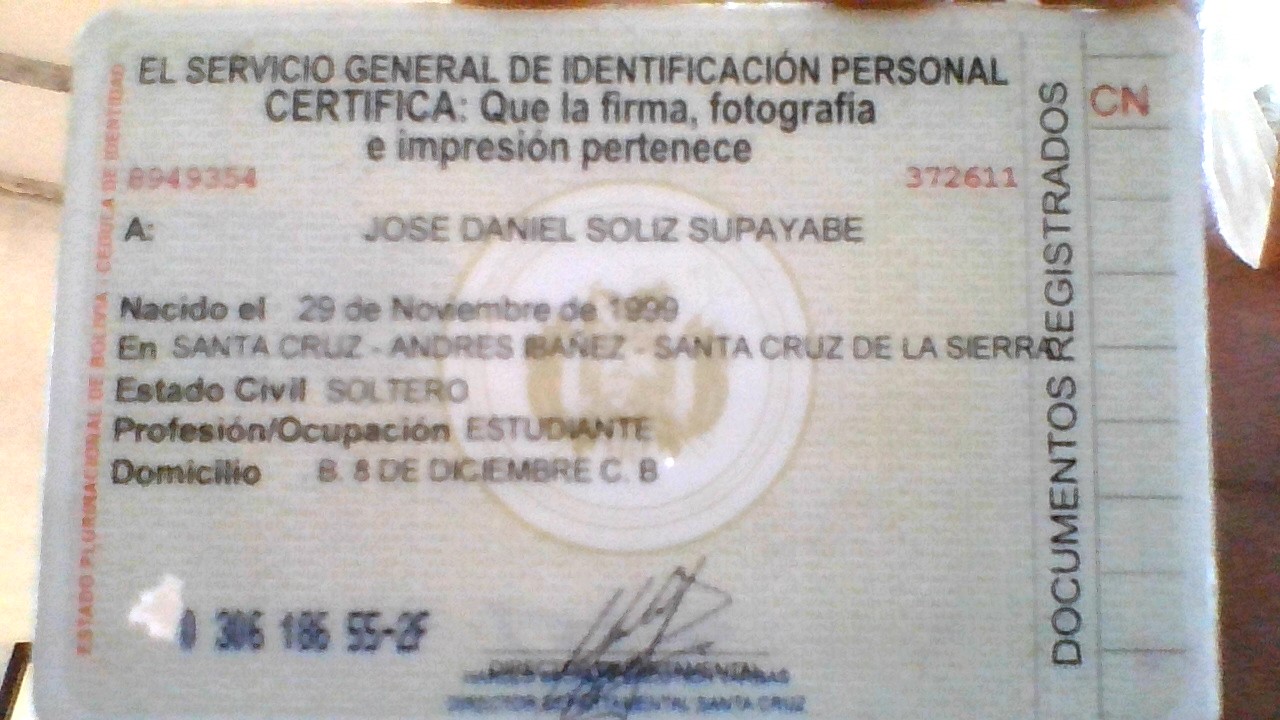 EL SERVICIO GENERAL DE IDENTIFICACIÓN PERSONAL
CERTIFICA: Que la firma, fotografía
e impresión pertenece
8949354 372611
A: JOSE DANIEL SOLIZ SUPAYABE
Nacido el 29 de Noviembre de 1999
En SANTA CRUZ - ANDRES IBAÑEZ - SANTA CRUZ DE LA SIERRA
Estado Civil SOLTERO
Profesión/Ocupación ESTUDIANTE
Domicilio B. 8 DE DICIEMBRE C. B
0 306 186 55-2F
DIRECTOR DEPARTAMENTAL
DIRECTOR DEPARTAMENTAL SANTA CRUZ
ESTADO PLURINACIONAL DE BOLIVIA - CEDULA DE IDENTIDAD
DOCUMENTOS REGISTRADOS
CN